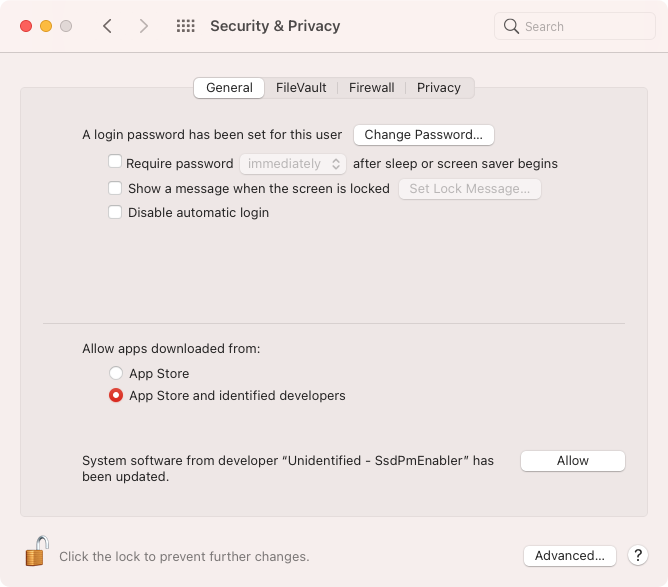 Security & Privacy
Search
General
FileVault
Firewall
Privacy
A login password has been set for this user
Change Password...
Require password immediately after sleep or screen saver begins
Show a message when the screen is locked
Set Lock Message...
Disable automatic login
Allow apps downloaded from:
App Store
App Store and identified developers
System software from developer “Unidentified - SsdPmEnabler” has
been updated.
Allow
Click the lock to prevent further changes.
Advanced...
?